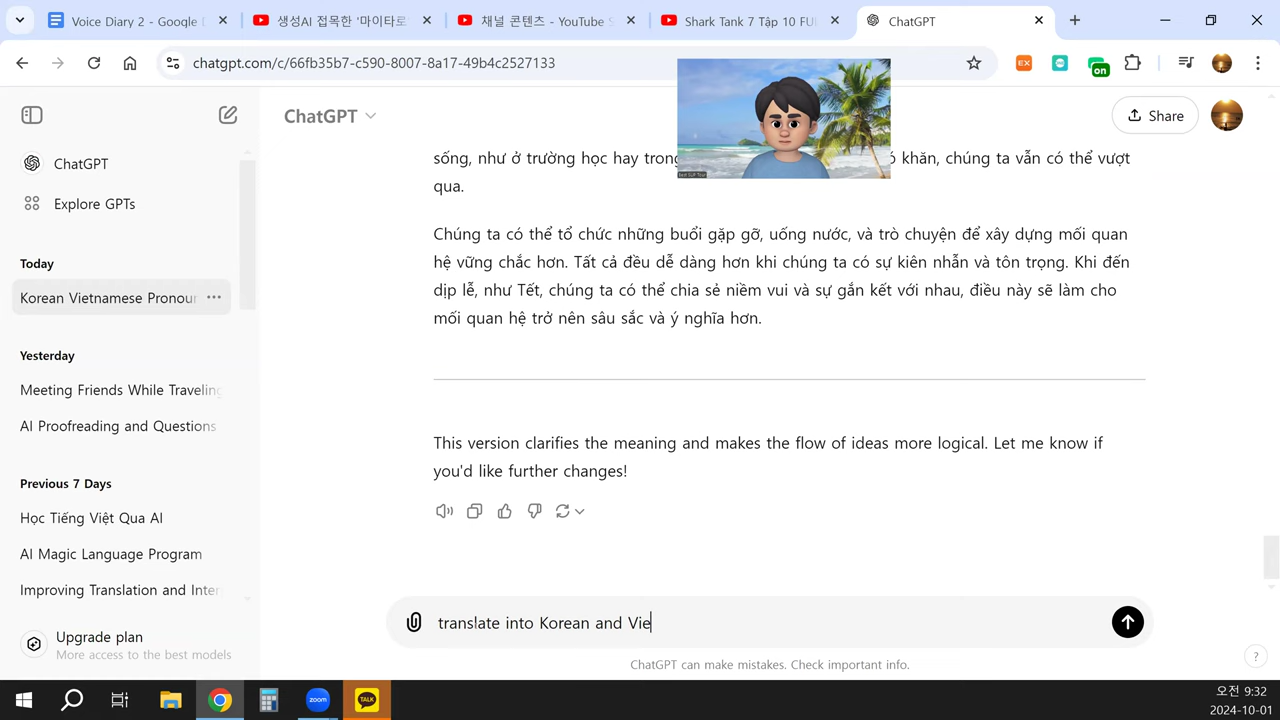 Voice Diary 2 - Google D
생성AI 접목한 '마이타로'
채널 콘텐츠 - YouTube S
Shark Tank 7 Tập 10 FU
ChatGPT
chatgpt.com/c/66fb35b7-c590-8007-8a17-49b4c2527133
EX
on
ChatGPT
Share
ChatGPT
Explore GPTs
Today
Korean Vietnamese Pronour
Yesterday
Meeting Friends While Traveling
AI Proofreading and Questions
Previous 7 Days
Học Tiếng Việt Qua AI
AI Magic Language Program
Improving Translation and Inter
Upgrade plan
More access to the best models
sống, như ở trường học hay trong khăn, chúng ta vẫn có thể vượt
qua.
Chúng ta có thể tổ chức những buổi gặp gỡ, uống nước, và trò chuyện để xây dựng mối quan
hệ vững chắc hơn. Tất cả đều dễ dàng hơn khi chúng ta có sự kiên nhẫn và tôn trọng. Khi đến
dịp lễ, như Tết, chúng ta có thể chia sẻ niềm vui và sự gắn kết với nhau, điều này sẽ làm cho
mối quan hệ trở nên sâu sắc và ý nghĩa hơn.
This version clarifies the meaning and makes the flow of ideas more logical. Let me know if
you'd like further changes!
translate into Korean and Vie
ChatGPT can make mistakes. Check important info.
?
zoom
TALK
오전 9:32
2024-10-01